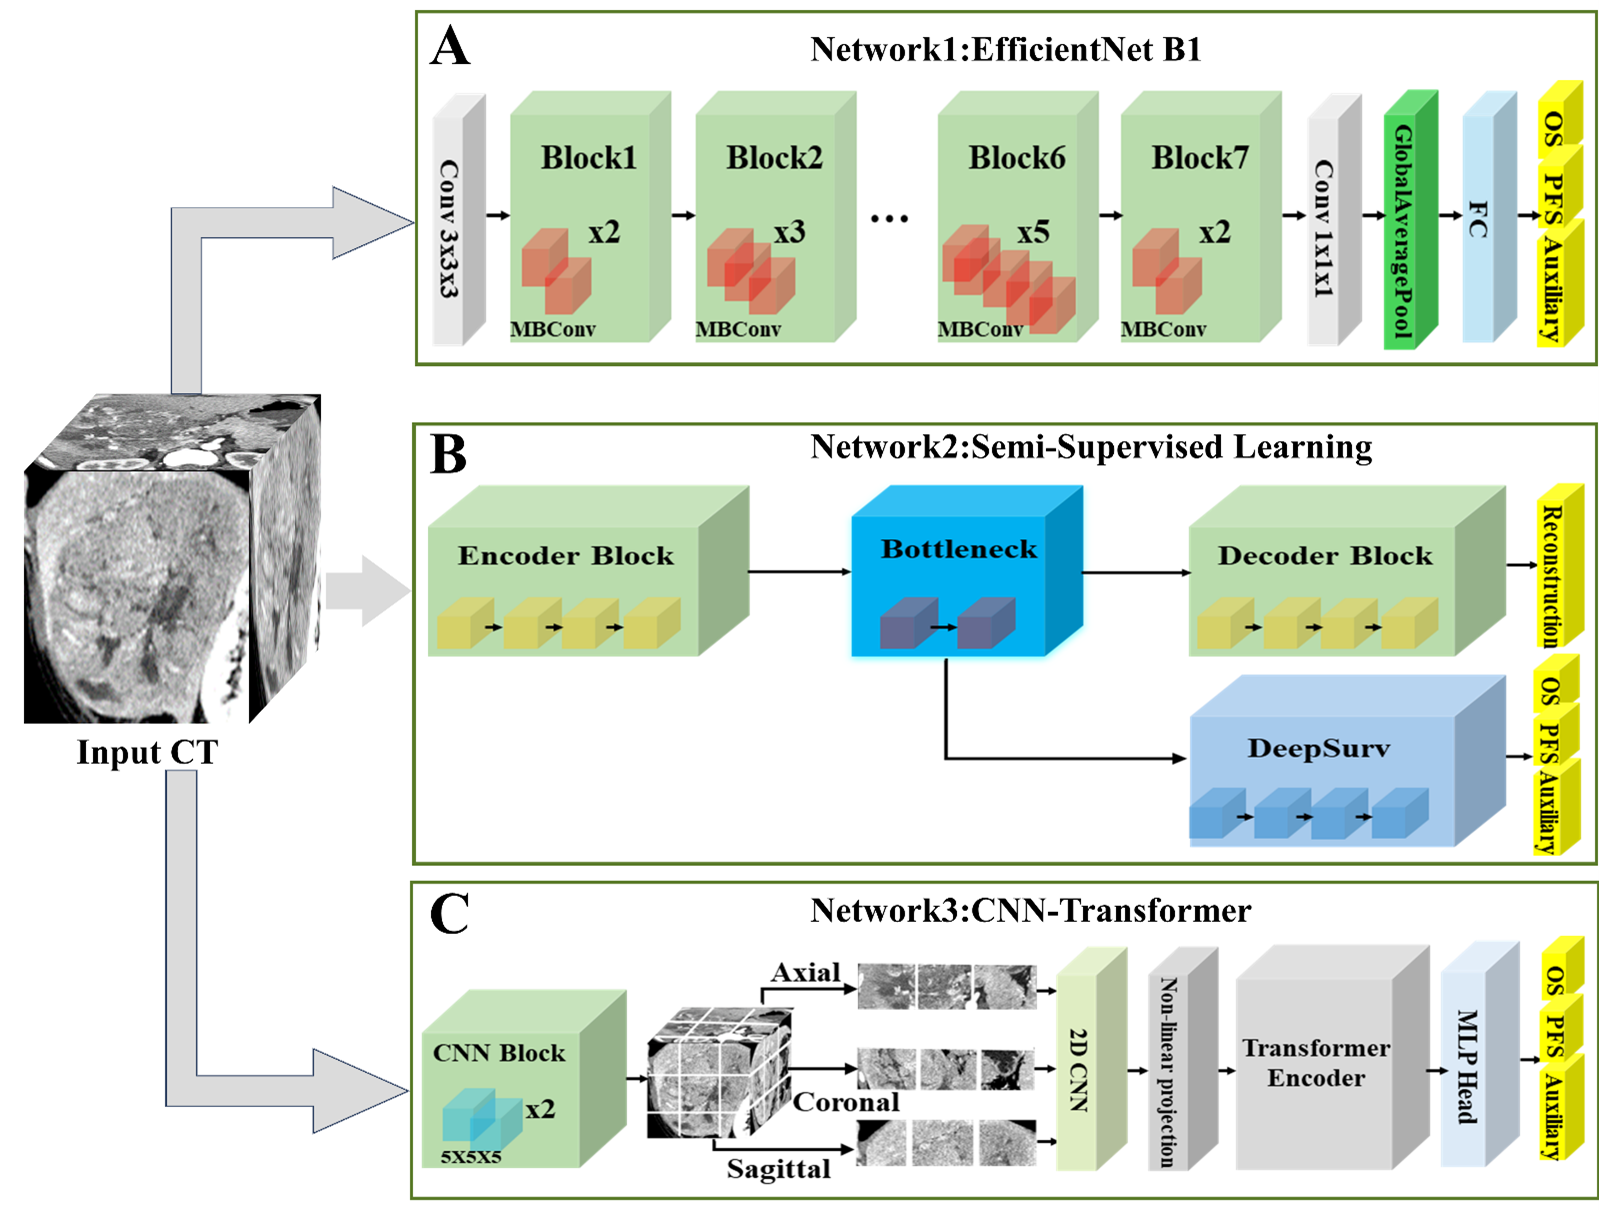 A
Network1:EfficientNet B1
Conv 3x3x3
Block1
x2
MBConv
Block2
x3
MBConv
...
Block6
x5
MBConv
Block7
x2
MBConv
Conv 1x1x1
GlobalAveragePool
FC
OS
PFS
Auxiliary
Input CT
B
Network2:Semi-Supervised Learning
Encoder Block
Bottleneck
Decoder Block
Reconstruction
DeepSurv
OS
PFS
Auxiliary
C
Network3:CNN-Transformer
CNN Block
x2
5X5X5
Axial
Coronal
Sagittal
2D CNN
Non-linear projection
Transformer
Encoder
MLP Head
OS
PFS
Auxiliary